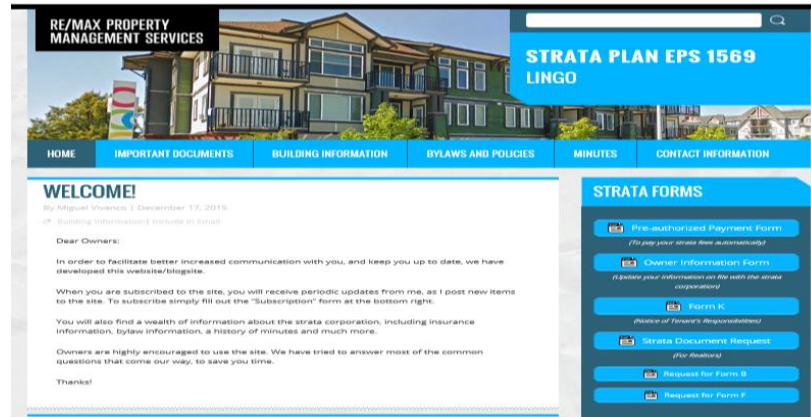 RE/MAX PROPERTY
MANAGEMENT SERVICES
STRATA PLAN EPS 1569
LINGO
HOME
IMPORTANT DOCUMENTS
BUILDING INFORMATION
BYLAWS AND POLICIES
MINUTES
CONTACT INFORMATION
WELCOME!
By Miguel Vivanco | December 17, 2015
Building Information| Include in Email
Dear Owners:
In order to facilitate better increased communication with you, and keep you up to date, we have
developed this website/blogsite.
When you are subscribed to the site, you will receive periodic updates from me, as I post new items
to the site. To subscribe simply fill out the "Subscription" form at the bottom right.
You will also find a wealth of information about the strata corporation, including insurance
information, bylaw information, a history of minutes and much more.
Owners are highly encouraged to use the site. We have tried to answer most of the common
questions that come our way, to save you time.
Thanks!
STRATA FORMS
Pre-authorized Payment Form
(To pay your strata fees automatically)
Owner Information Form
(Update your information on file with the strata
corporation)
Form K
(Notice of Tenant's Responsibilities)
Strata Document Request
(For Realtors)
Request for Form B
Request for Form F